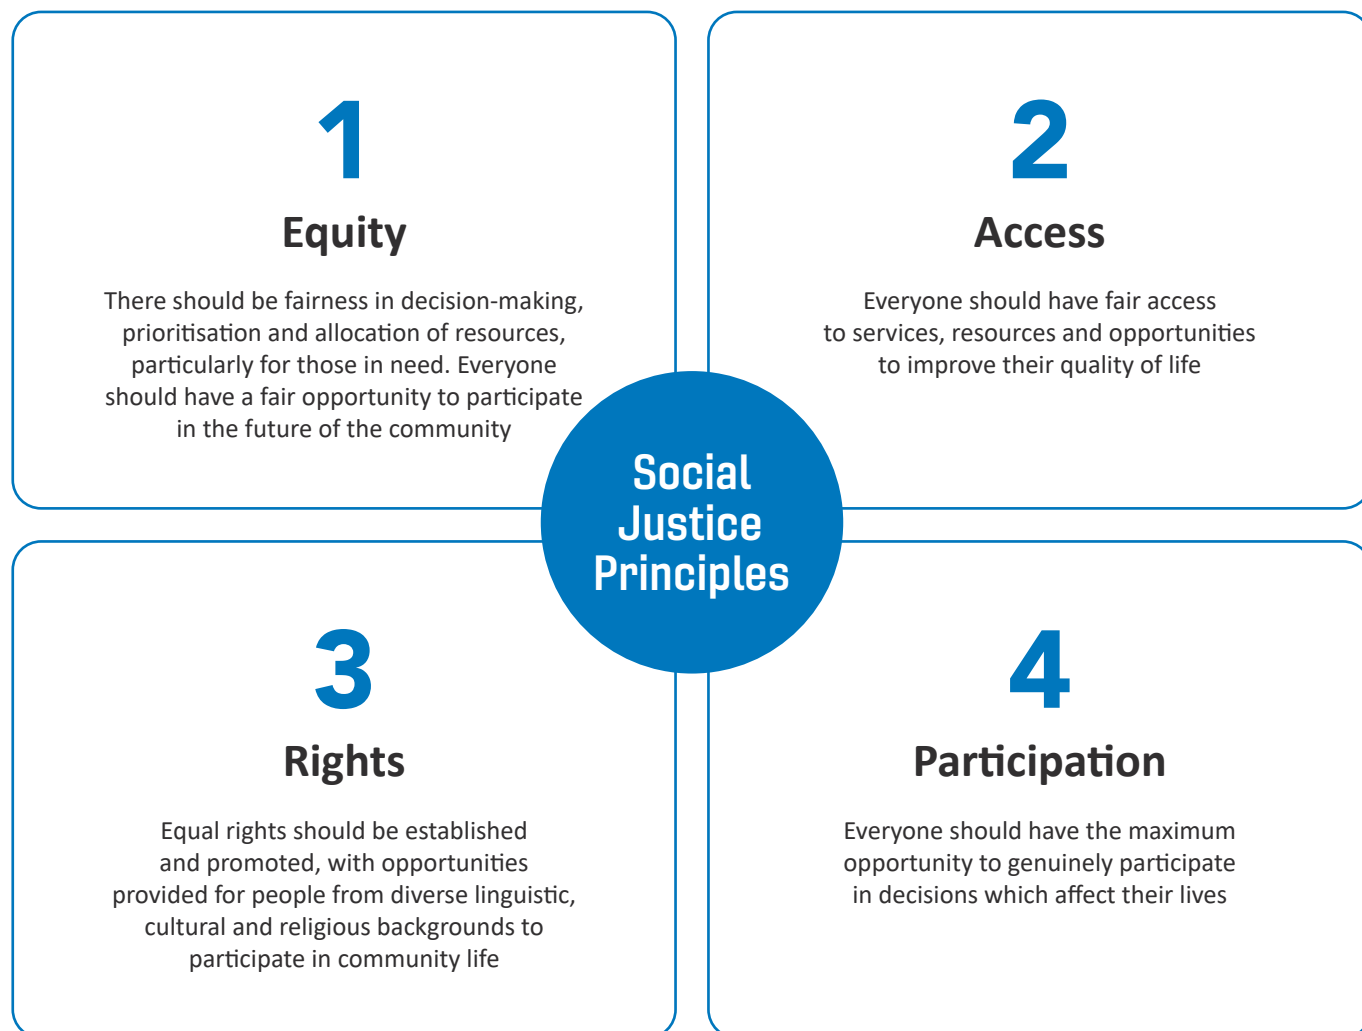 1
Equity
There should be fairness in decision-making,
prioritisation and allocation of resources,
particularly for those in need. Everyone
should have a fair opportunity to participate
in the future of the community
2
Access
Everyone should have fair access
to services, resources and opportunities
to improve their quality of life
Social
Justice
Principles
3
Rights
Equal rights should be established
and promoted, with opportunities
provided for people from diverse linguistic,
cultural and religious backgrounds to
participate in community life
4
Participation
Everyone should have the maximum
opportunity to genuinely participate
in decisions which affect their lives